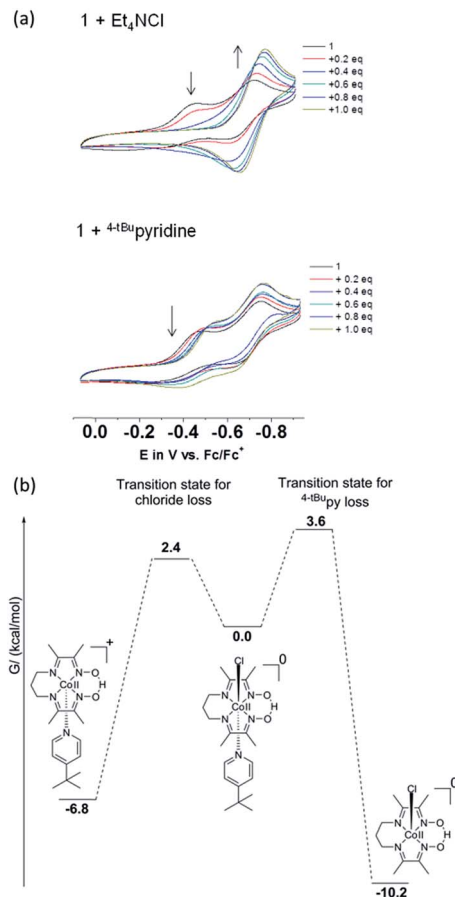 (a)
1 + Et₄NCl
1
+0.2 eq
+0.4 eq
+0.6 eq
+0.8 eq
+1.0 eq
1 + ⁴⁻ᵗᴮᵘpyridine
1
+ 0.2 eq
+ 0.4 eq
+ 0.6 eq
+ 0.8 eq
+ 1.0 eq
0.0 -0.2 -0.4 -0.6 -0.8
E in V vs. Fc/Fc⁺
(b)
Transition state for
chloride loss
Transition state for
⁴⁻ᵗᴮᵘpy loss
G/ (kcal/mol)
2.4
3.6
0.0
+
N N O
CoII H
N N O
N
-6.8
0
Cl
N N O
CoII H
N N O
N
0
Cl
N N O
CoII H
N N O
-10.2